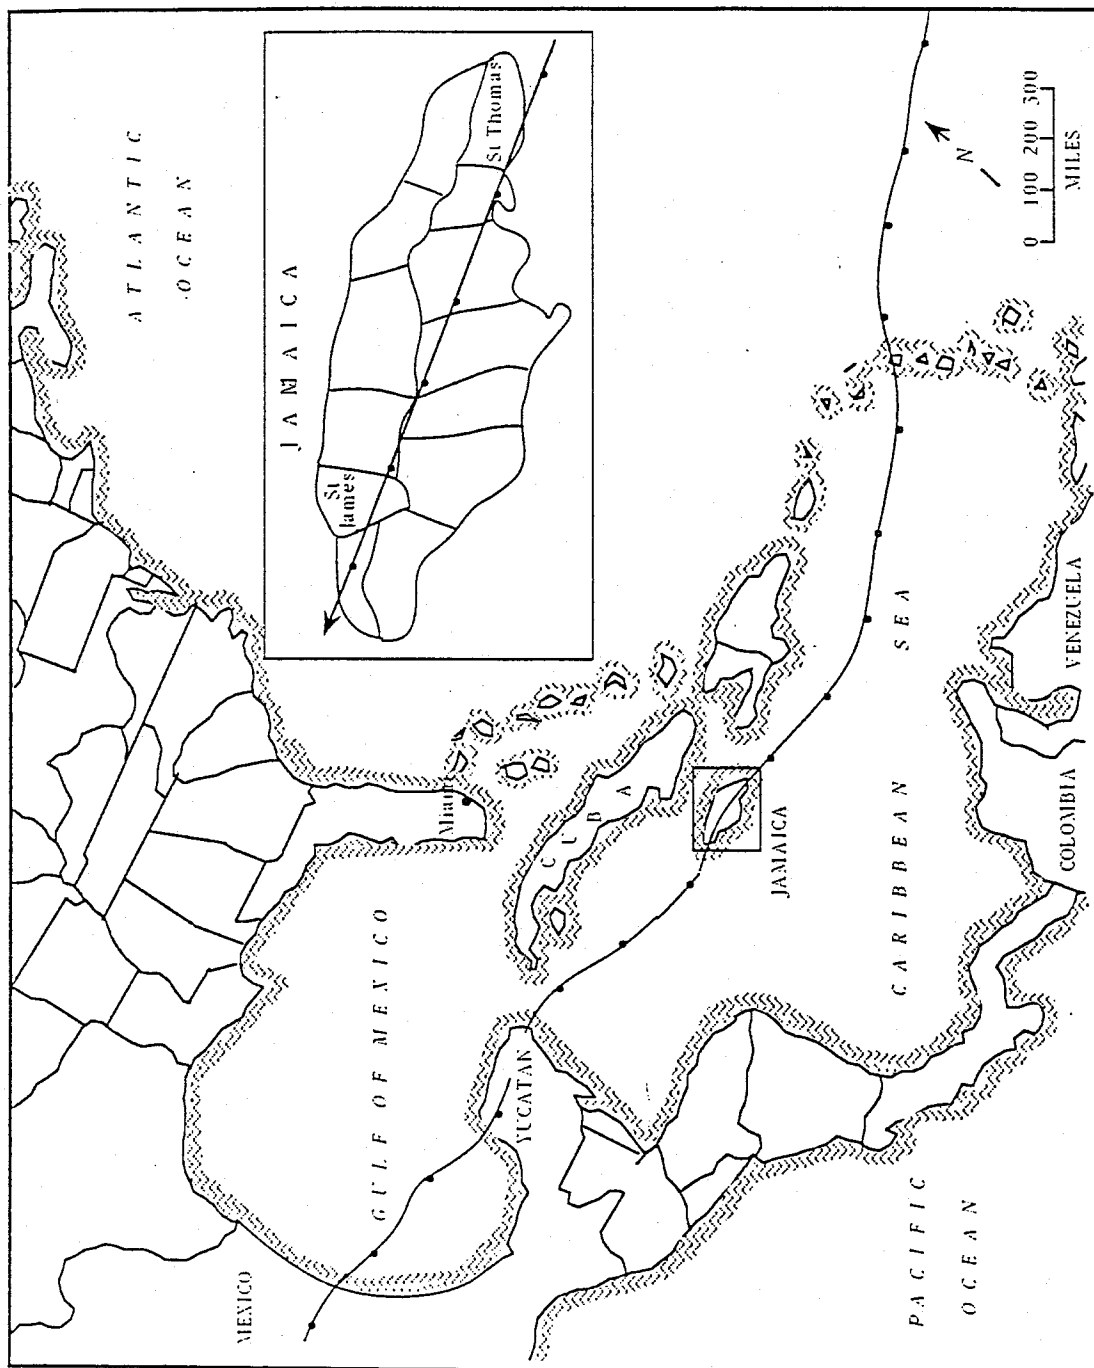 ATLANTIC
OCEAN
JAMAICA
St Thomas
St
James
N
0 100 200 300
MILES
Miami
GULF OF MEXICO
CUBA
MEXICO
YUCATAN
JAMAICA
CARIBBEAN SEA
VENEZUELA
COLOMBIA
PACIFIC
OCEAN